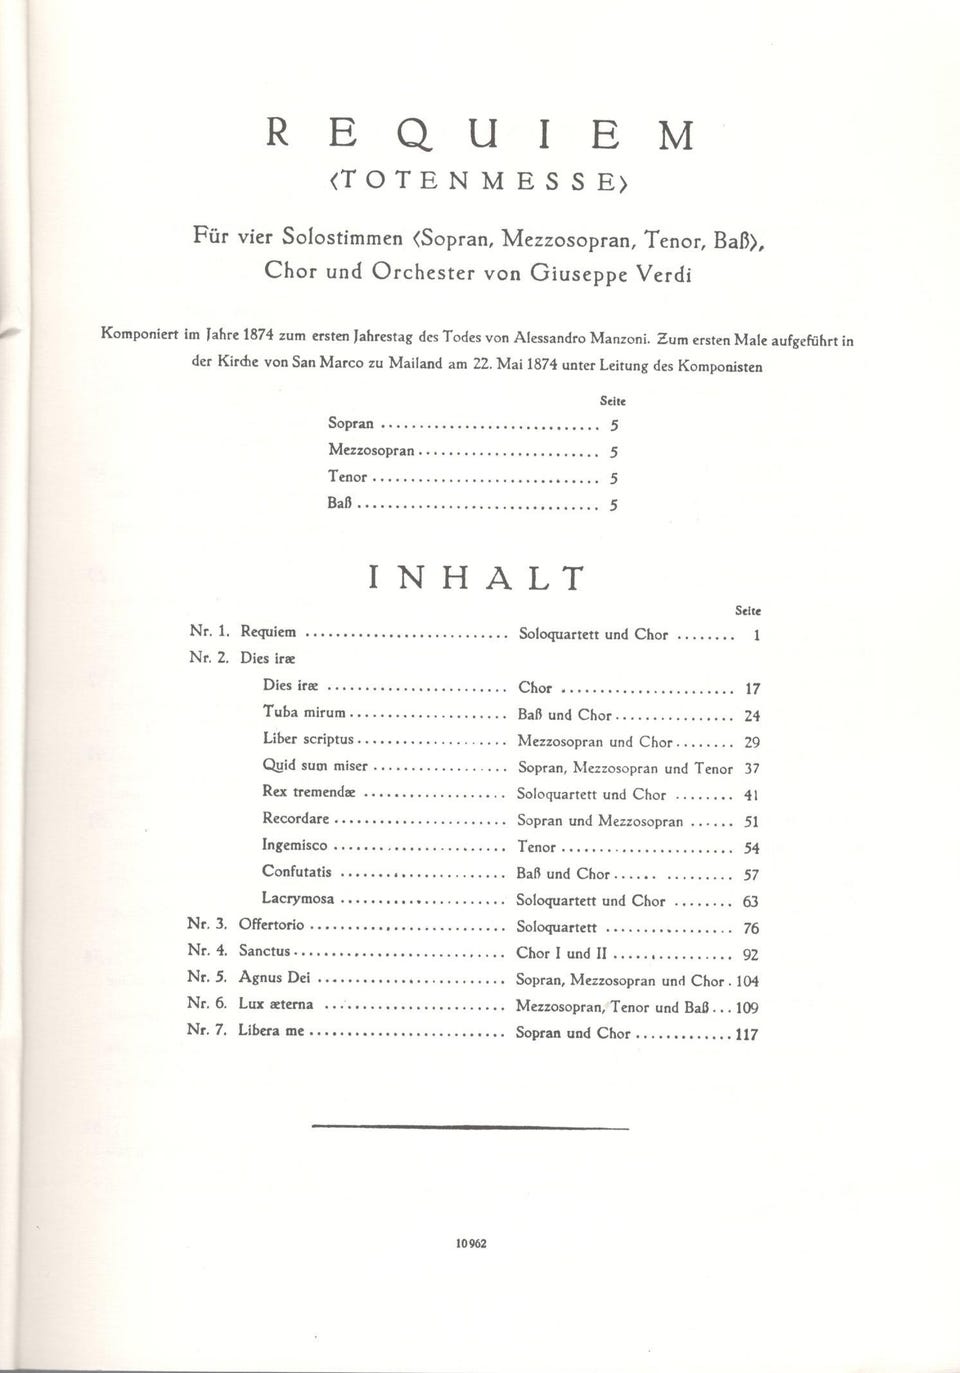 REQUIEM
<TOTENMESSE>
Für vier Solostimmen <Sopran, Mezzosopran, Tenor, Baß>,
Chor und Orchester von Giuseppe Verdi
Komponiert im Jahre 1874 zum ersten Jahrestag des Todes von Alessandro Manzoni. Zum ersten Male aufgeführt in
der Kirche von San Marco zu Mailand am 22. Mai 1874 unter Leitung des Komponisten
Seite
Sopran ............................. 5
Mezzosopran ........................ 5
Tenor .............................. 5
Baß ................................ 5
INHALT
Seite
Nr. 1. Requiem ........................... Soloquartett und Chor ........ 1
Nr. 2. Dies iræ
Dies iræ ........................ Chor ....................... 17
Tuba mirum ..................... Baß und Chor ................ 24
Liber scriptus .................... Mezzosopran und Chor ........ 29
Quid sum miser .................. Sopran, Mezzosopran und Tenor 37
Rex tremendæ ................... Soloquartett und Chor ........ 41
Recordare ....................... Sopran und Mezzosopran ...... 51
Ingemisco ....................... Tenor ....................... 54
Confutatis ...................... Baß und Chor ............... 57
Lacrymosa ...................... Soloquartett und Chor ........ 63
Nr. 3. Offertorio .......................... Soloquartett ................. 76
Nr. 4. Sanctus ............................ Chor I und II ................ 92
Nr. 5. Agnus Dei ......................... Sopran, Mezzosopran und Chor . 104
Nr. 6. Lux æterna ........................ Mezzosopran, Tenor und Baß ... 109
Nr. 7. Libera me .......................... Sopran und Chor ............. 117
10962